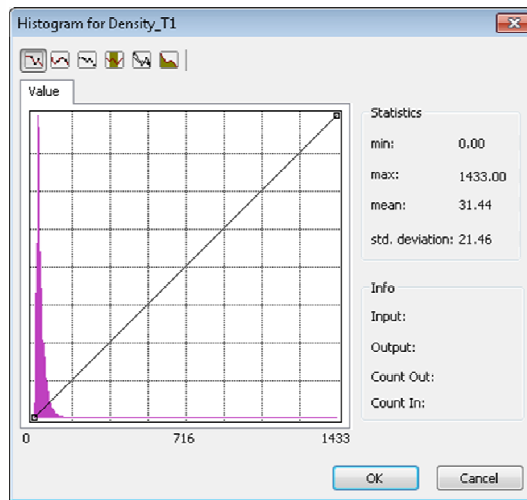 Histogram for Density_T1
Value
Statistics
min: 0.00
max: 1433.00
mean: 31.44
std. deviation: 21.46
Info
Input:
Output:
Count Out:
Count In:
0 716 1433
OK Cancel